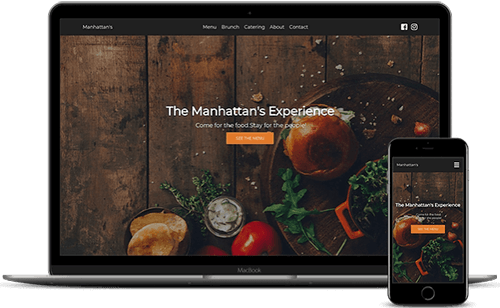 Manhattan's
Menu Brunch Catering About Contact
The Manhattan's Experience
Come for the food.Stay for the people!
SEE THE MENU
MacBook
Manhattan's
The Manhattan's Experience
Come for the food.
Stay for the people!
SEE THE MENU